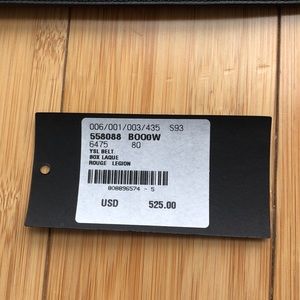 006/001/003/435 S93
558088 BOO0W
6475 80
YSL BELT
BOX LAQUE
ROUGE LEGION
808896574 - 5
USD 525.00